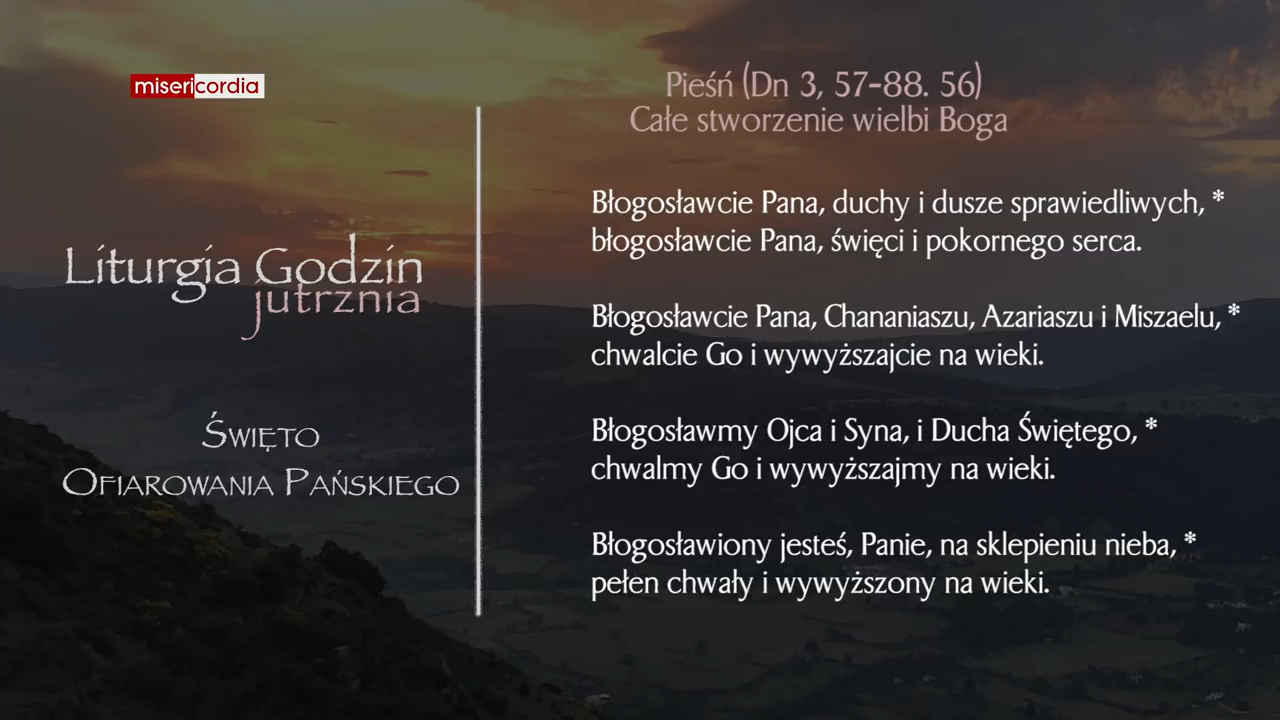 misericordia
Liturgia Godzin
jutrznia
Święto
Ofiarowania Pańskiego
Pieśń (Dn 3, 57-88. 56)
Całe stworzenie wielbi Boga
Błogosławcie Pana, duchy i dusze sprawiedliwych, *
błogosławcie Pana, święci i pokornego serca.
Błogosławcie Pana, Chananiaszu, Azariaszu i Miszaelu, *
chwalcie Go i wywyższajcie na wieki.
Błogosławmy Ojca i Syna, i Ducha Świętego, *
chwalmy Go i wywyższajmy na wieki.
Błogosławiony jesteś, Panie, na sklepieniu nieba, *
pełen chwały i wywyższony na wieki.